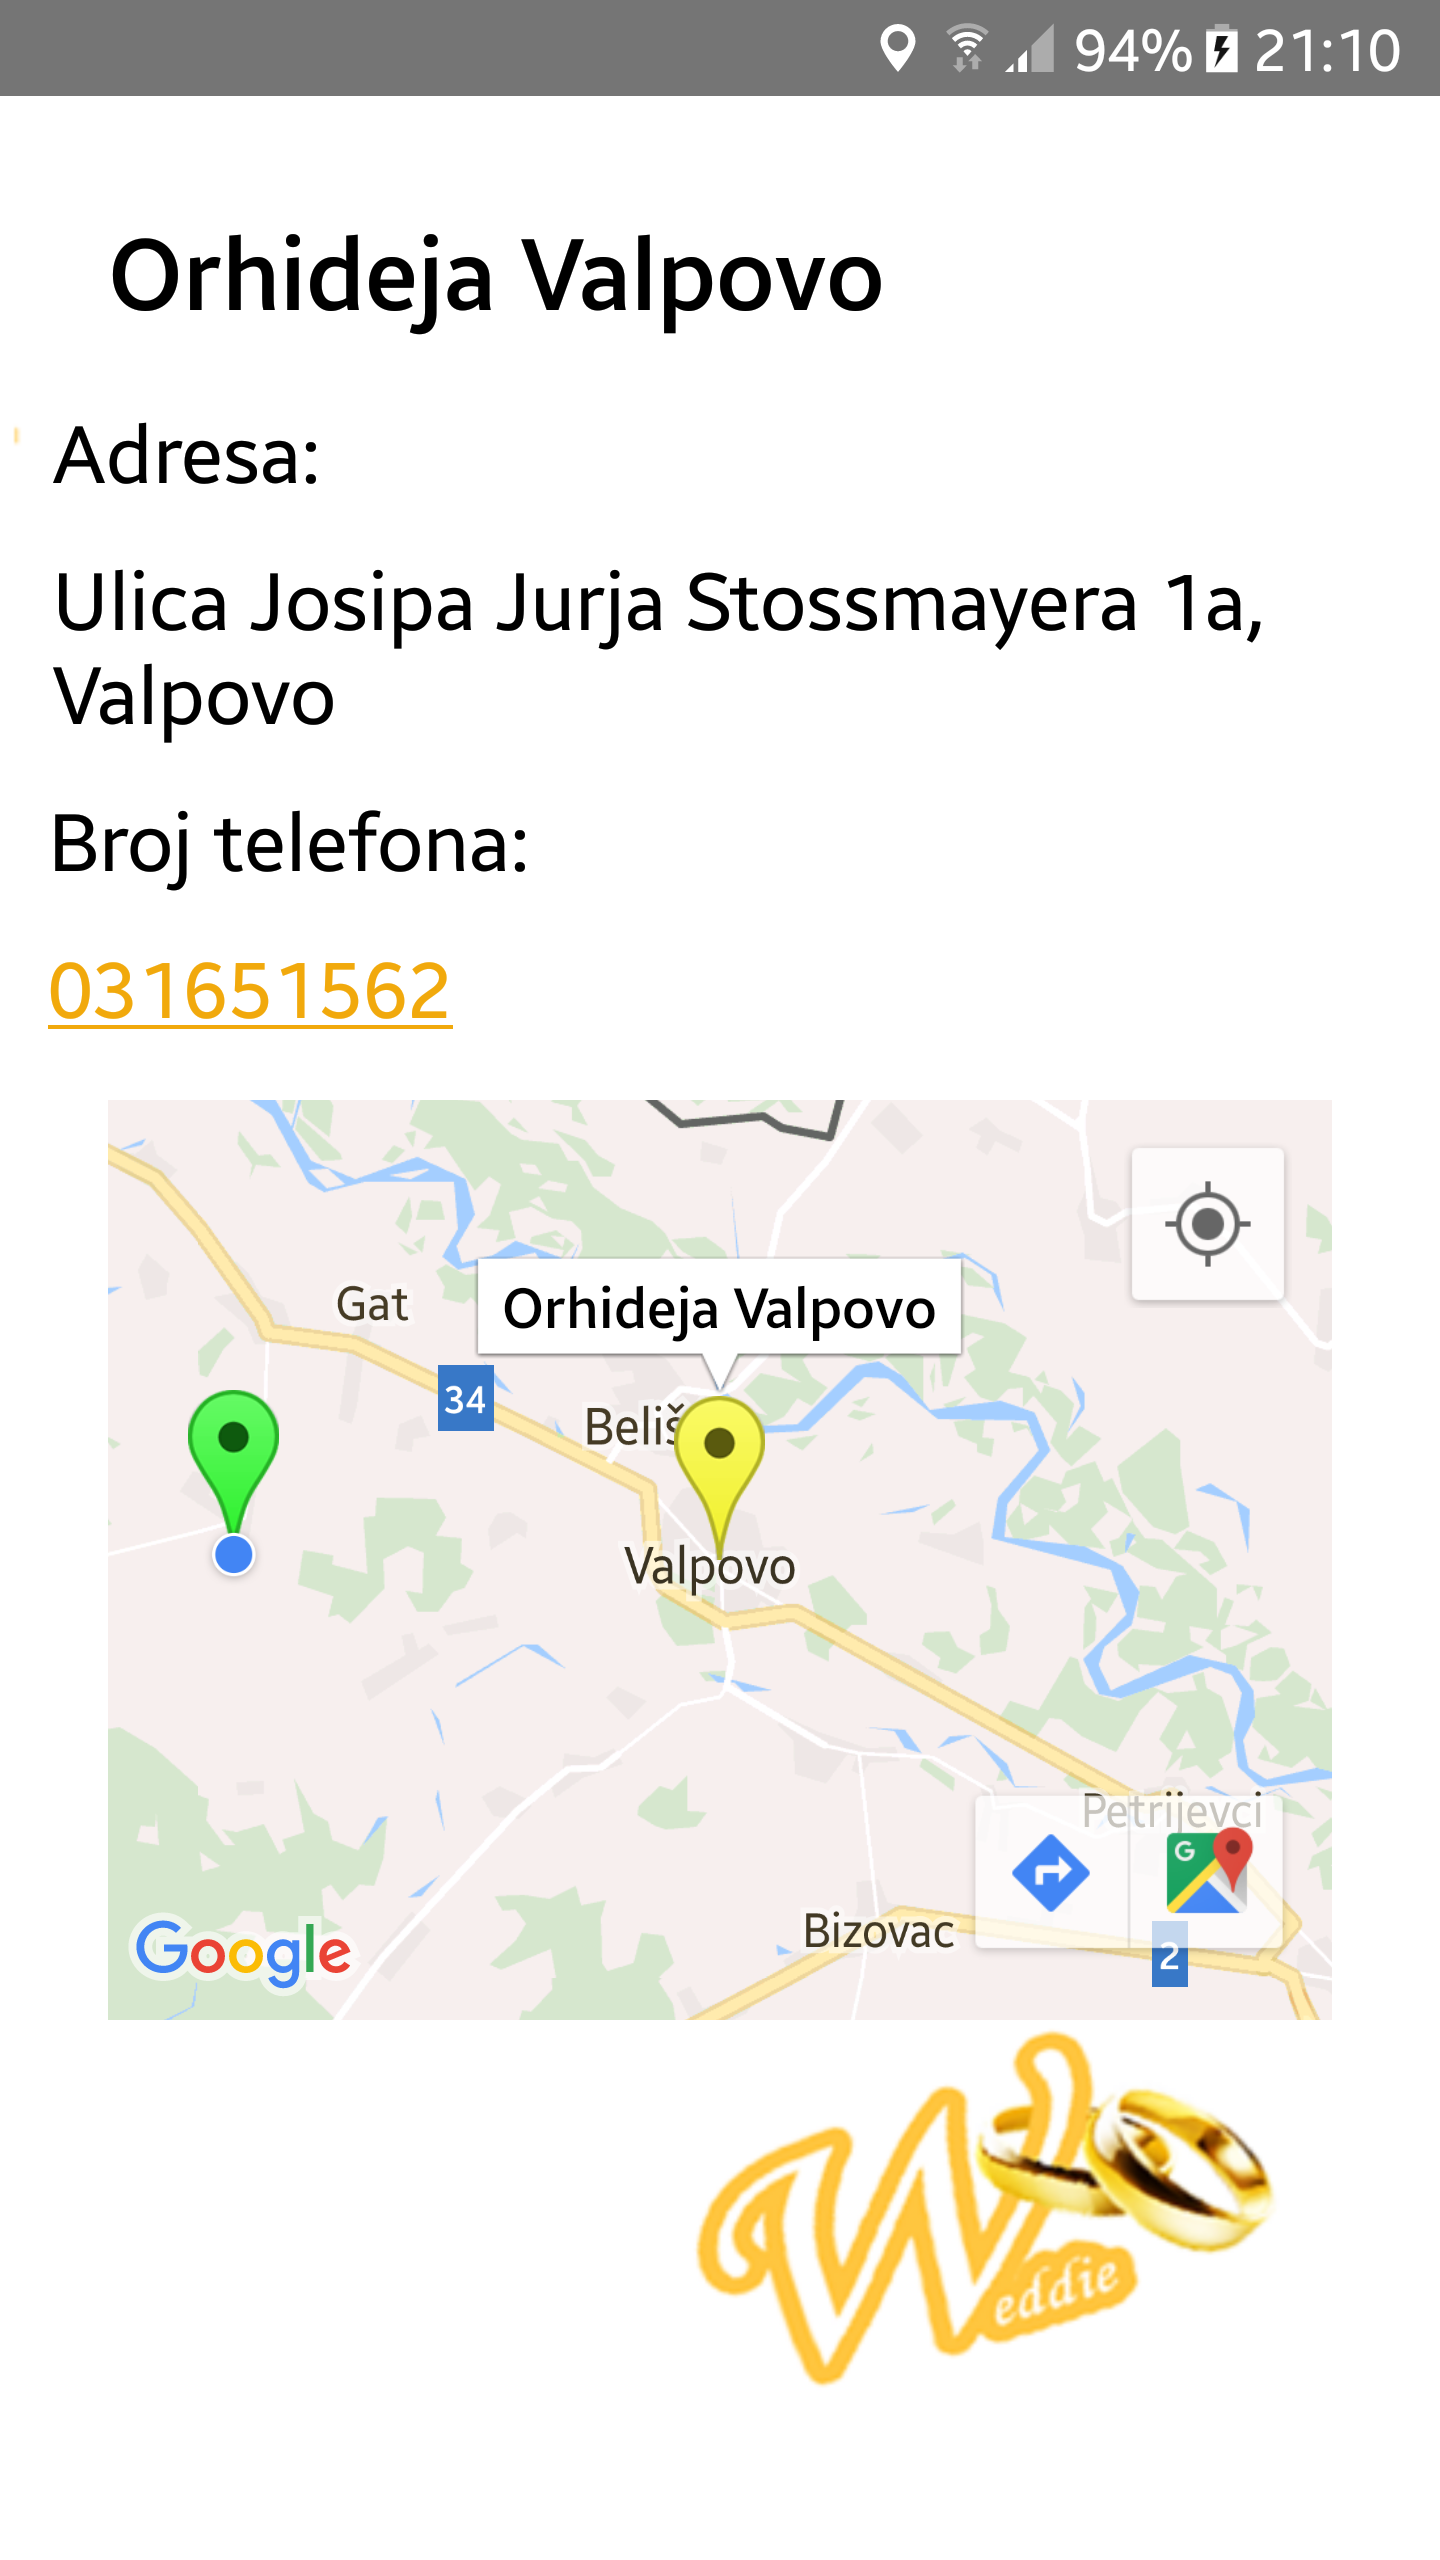 94% 21:10
Orhideja Valpovo
Adresa:
Ulica Josipa Jurja Stossmayera 1a,
Valpovo
Broj telefona:
031651562
Gat
Orhideja Valpovo
34
Beliš
Valpovo
Petrijevci
G
Bizovac
2
Google
Weddie